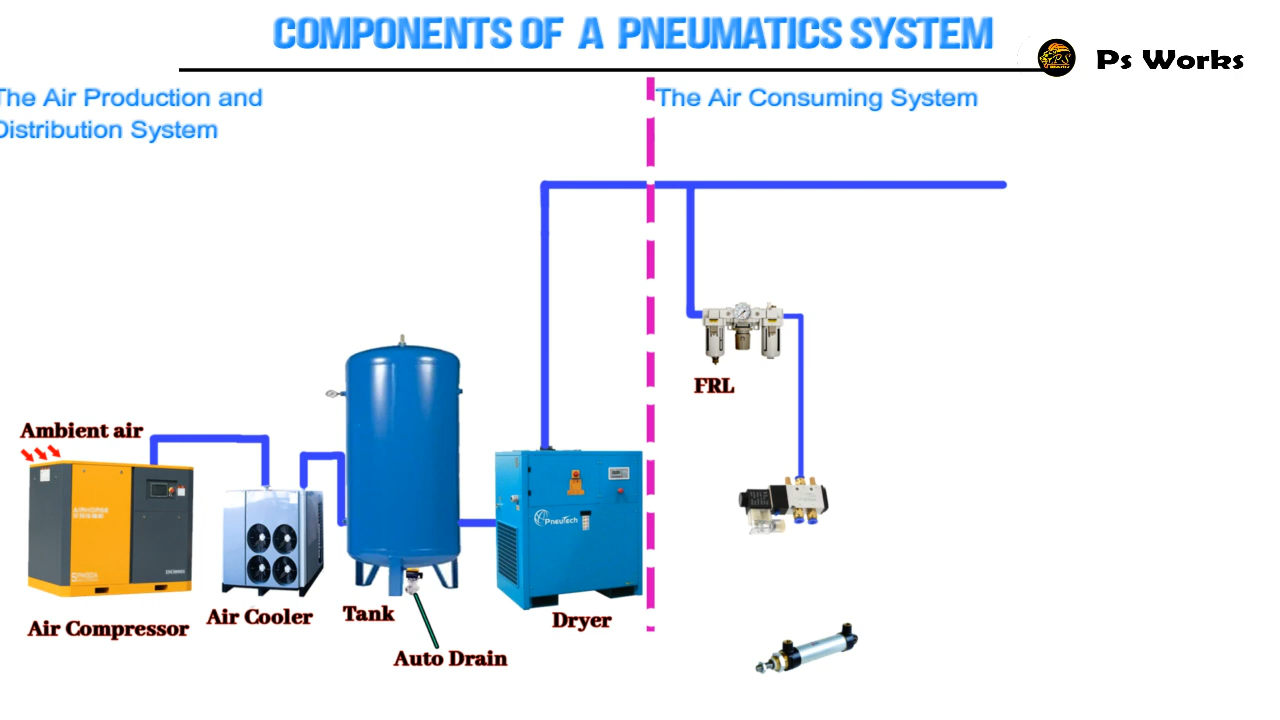 COMPONENTS OF A PNEUMATICS SYSTEM
Ps Works
The Air Production and
Distribution System
The Air Consuming System
FRL
Ambient air
PneuTech
Air Compressor
Air Cooler
Tank
Dryer
Auto Drain